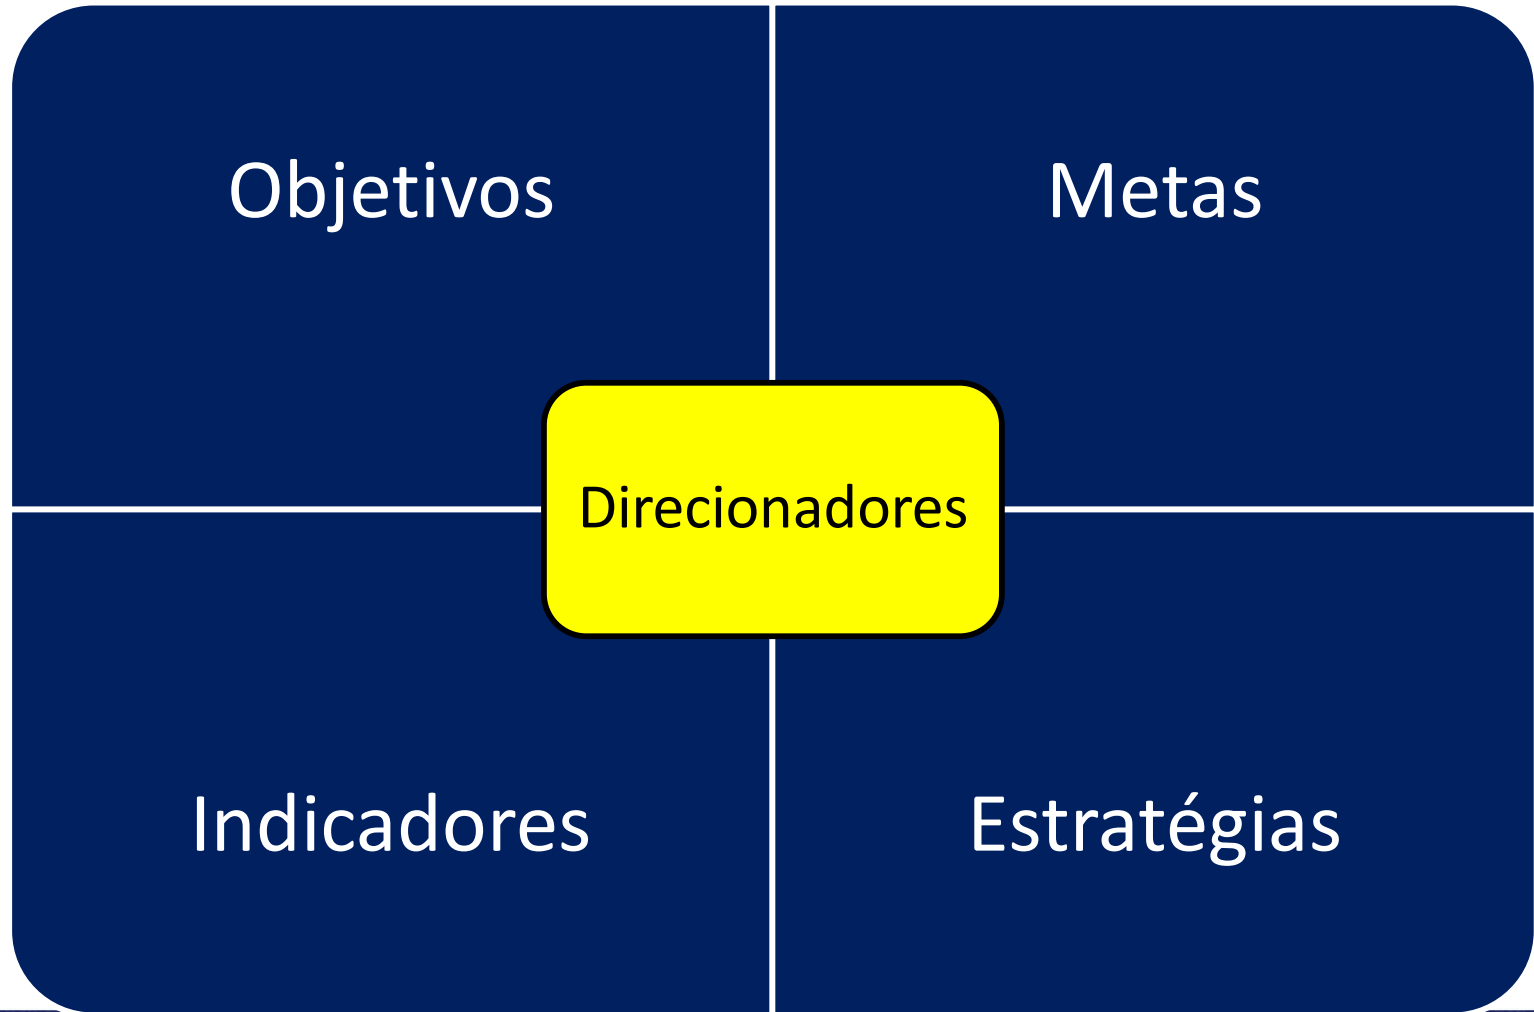 Objetivos
Metas
Direcionadores
Indicadores
Estratégias